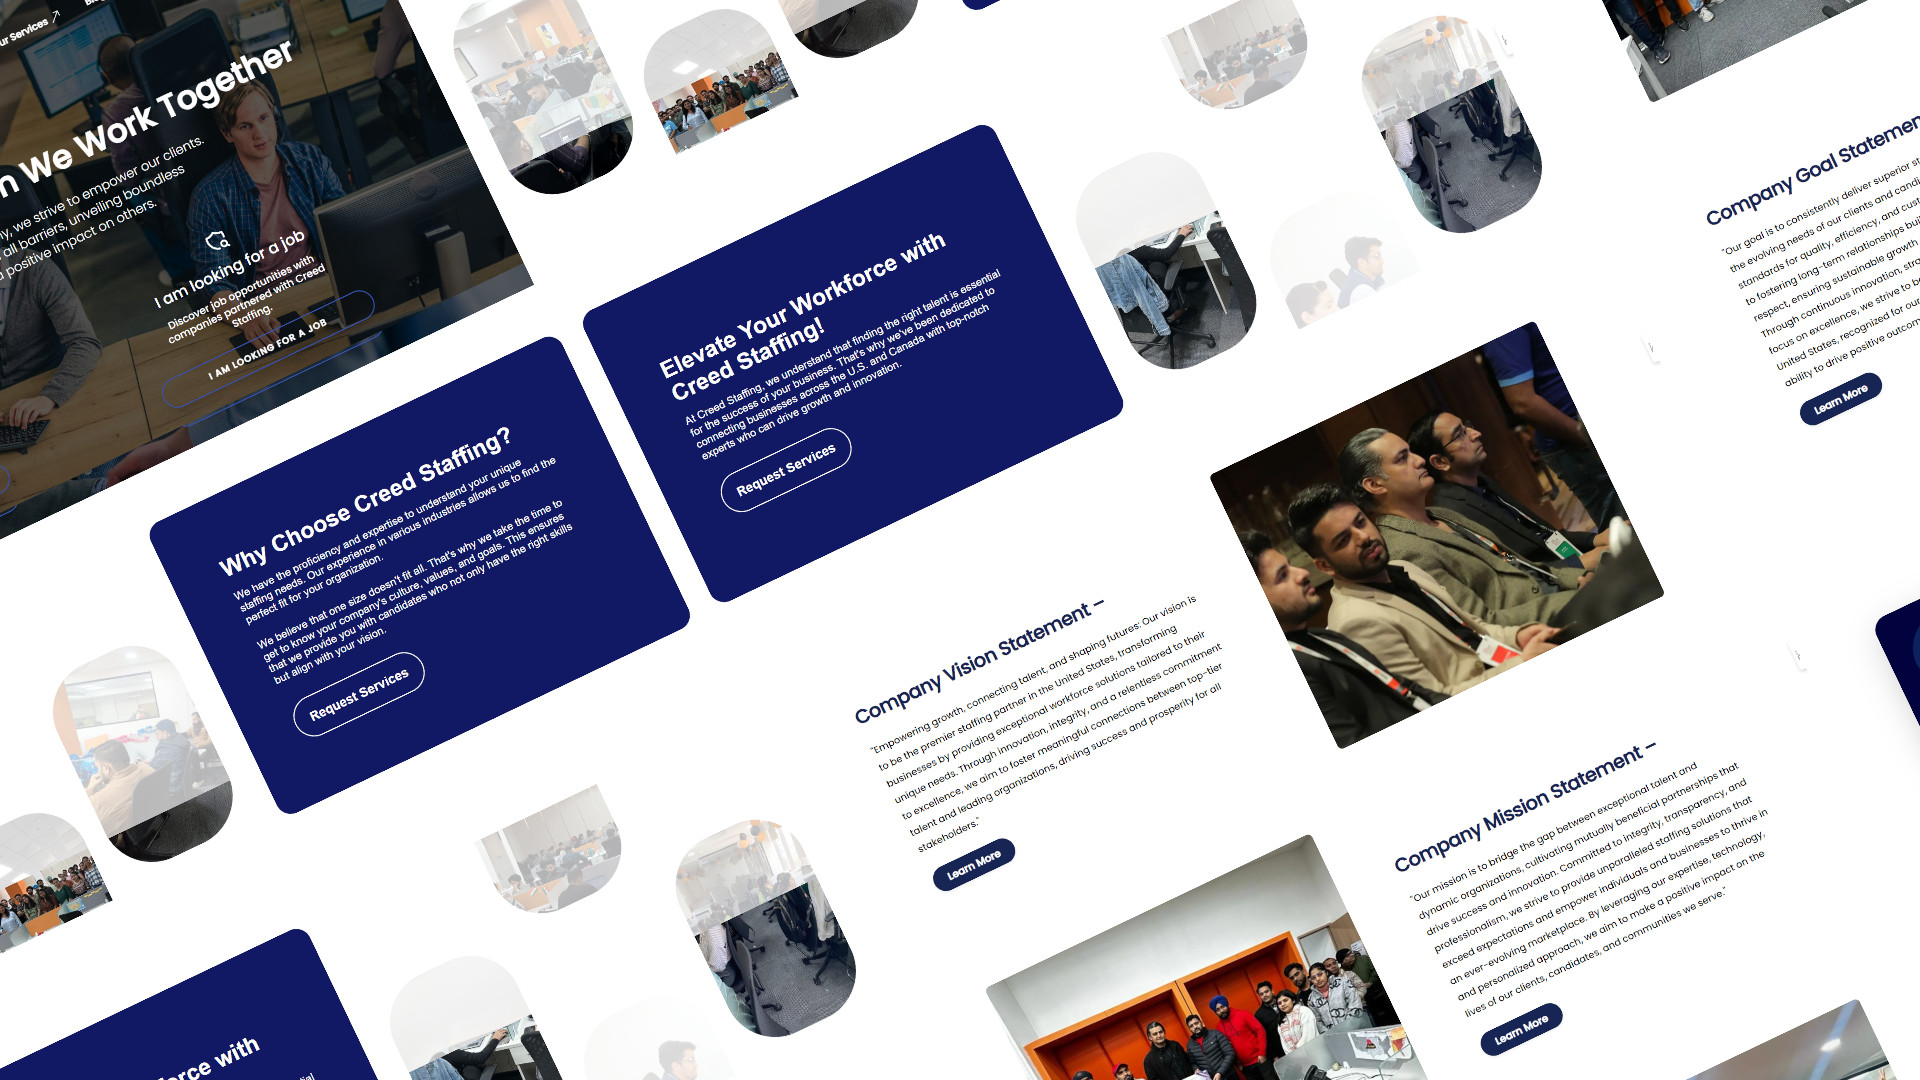 Our Services
We Work Together
we strive to empower our clients.
all barriers, unveiling boundless
positive impact on others.
I am looking for a job
Discover job opportunities with
companies partnered with Creed
Staffing.
I AM LOOKING FOR A JOB
Why Choose Creed Staffing?
We have the proficiency and expertise to understand your unique
staffing needs. Our experience in various industries allows us to find the
perfect fit for your organization.
We believe that one size doesn't fit all. That's why we take the time to
get to know your company's culture, values, and goals. This ensures
that we provide you with candidates who not only have the right skills
but align with your vision.
Request Services
Elevate Your Workforce with
Creed Staffing!
At Creed Staffing, we understand that finding the right talent is essential
for the success of your business. That's why we've been dedicated to
connecting businesses across the U.S. and Canada with top-notch
experts who can drive growth and innovation.
Request Services
Company Vision Statement –
"Empowering growth, connecting talent, and shaping futures: Our vision is
to be the premier staffing partner in the United States, transforming
businesses by providing exceptional workforce solutions tailored to their
unique needs. Through innovation, integrity, and a relentless commitment
to excellence, we aim to foster meaningful connections between top-tier
talent and leading organizations, driving success and prosperity for all
stakeholders."
Learn More
Company Goal Statement
"Our goal is to consistently deliver superior
the evolving needs of our clients and
standards for quality, efficiency, and
to fostering long-term relationships
respect, ensuring sustainable growth
Through continuous innovation,
focus on excellence, we strive to
United States, recognized for our
ability to drive positive
Learn More
Company Mission Statement –
"Our mission is to bridge the gap between exceptional talent and
dynamic organizations, cultivating mutually beneficial partnerships that
drive success and innovation. Committed to integrity, transparency, and
professionalism, we strive to provide unparalleled staffing solutions that
exceed expectations and empower individuals and businesses to thrive in
an ever-evolving marketplace. By leveraging our expertise, technology,
and personalized approach, we aim to make a positive impact on the
lives of our clients, candidates, and communities we serve."
Learn More
with